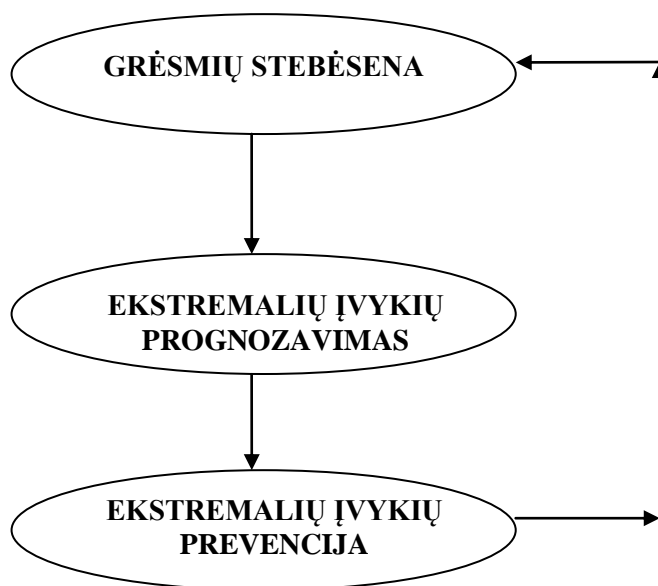 GRĖSMIŲ STEBĖSENA
EKSTREMALIŲ ĮVYKIŲ
PROGNOZAVIMAS
EKSTREMALIŲ ĮVYKIŲ
PREVENCIJA